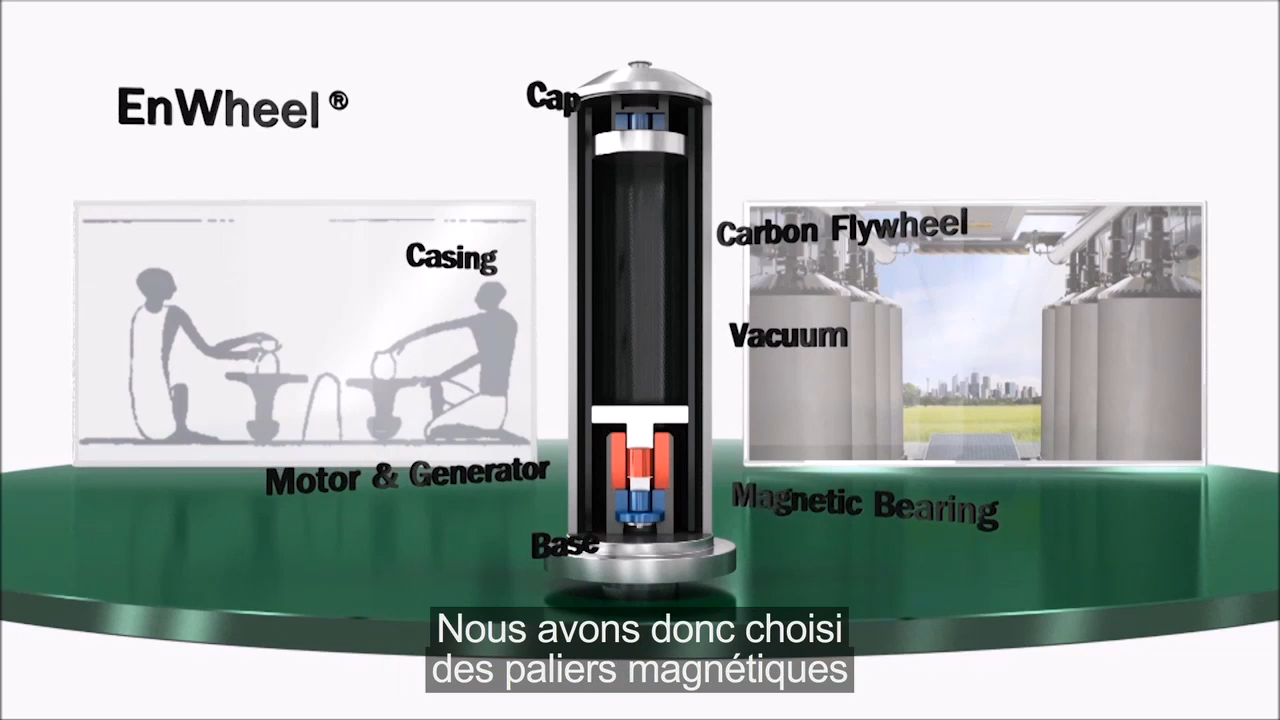 EnWheel®
Cap
Carbon Flywheel
Casing
Vacuum
Motor & Generator
Magnetic Bearing
Base
Nous avons donc choisi
des paliers magnétiques